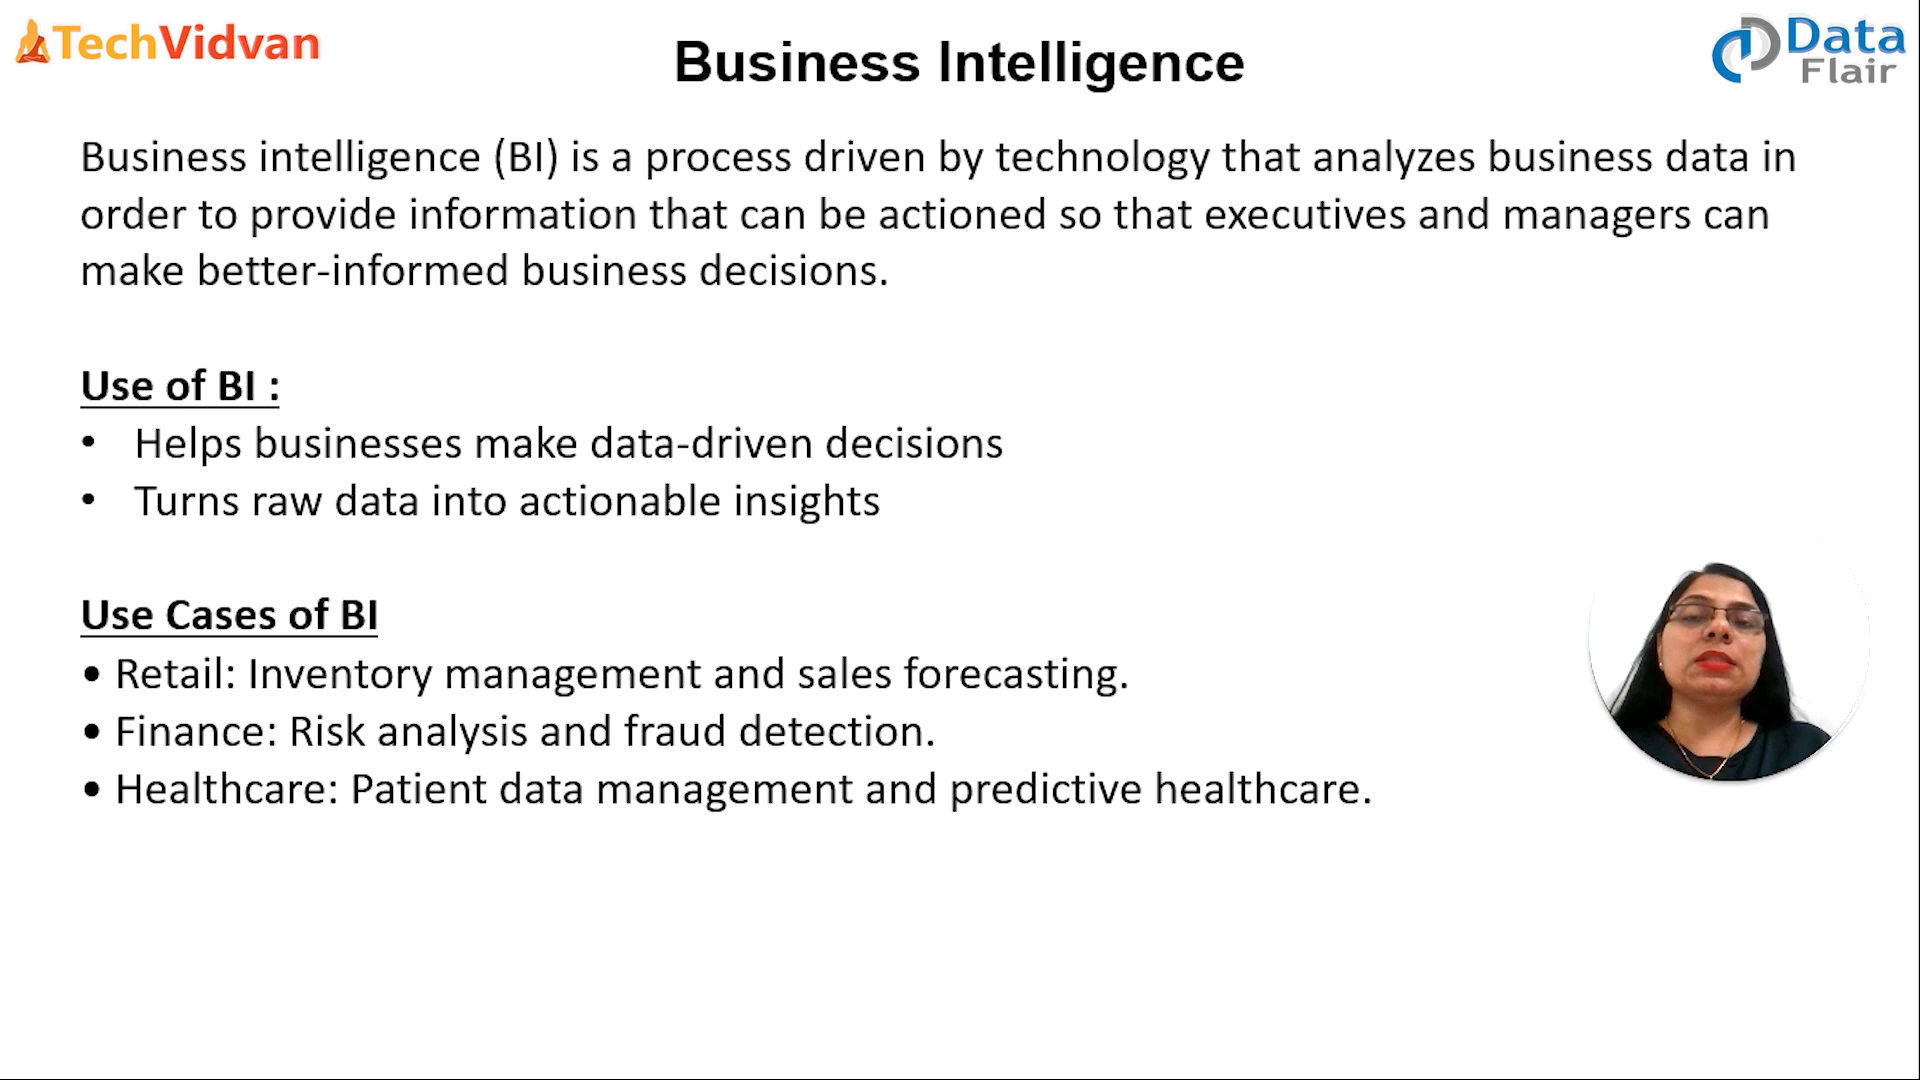 TechVidvan
Business Intelligence
Data
Flair
Business intelligence (BI) is a process driven by technology that analyzes business data in
order to provide information that can be actioned so that executives and managers can
make better-informed business decisions.
Use of BI :
• Helps businesses make data-driven decisions
• Turns raw data into actionable insights
Use Cases of BI
• Retail: Inventory management and sales forecasting.
• Finance: Risk analysis and fraud detection.
• Healthcare: Patient data management and predictive healthcare.